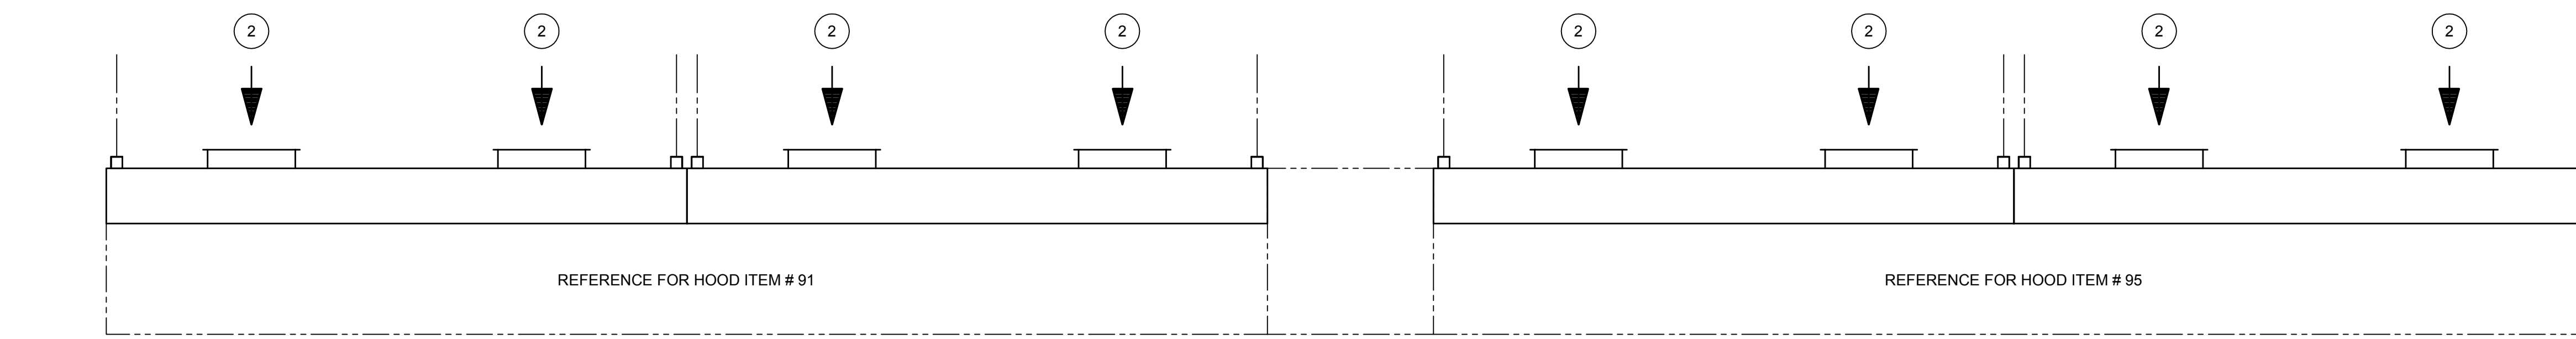 2 2 2 2 2 2 2 2
REFERENCE FOR HOOD ITEM # 91 REFERENCE FOR HOOD ITEM # 95